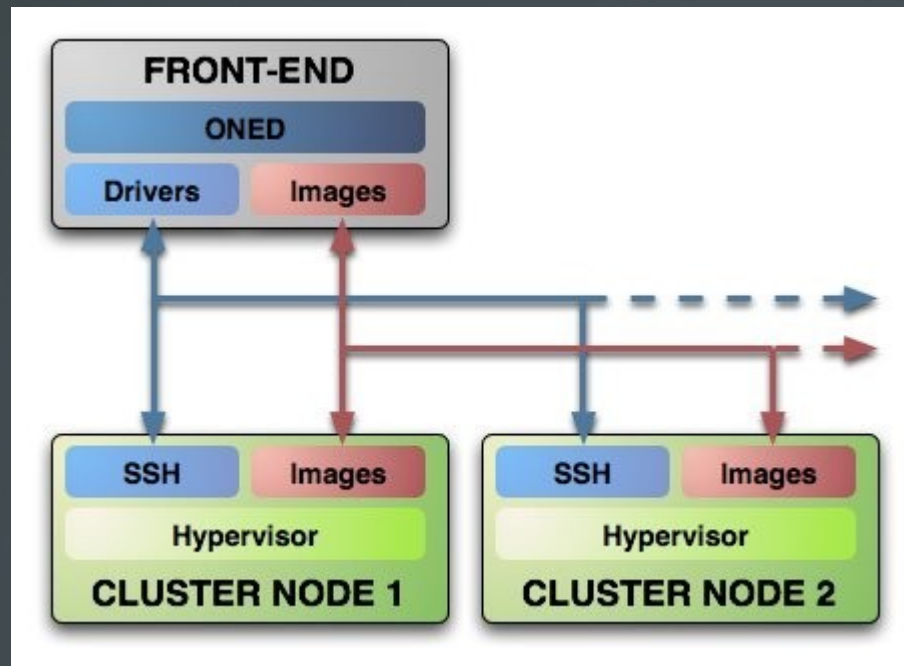 FRONT-END
ONED
Drivers Images
SSH Images
Hypervisor
CLUSTER NODE 1
SSH Images
Hypervisor
CLUSTER NODE 2